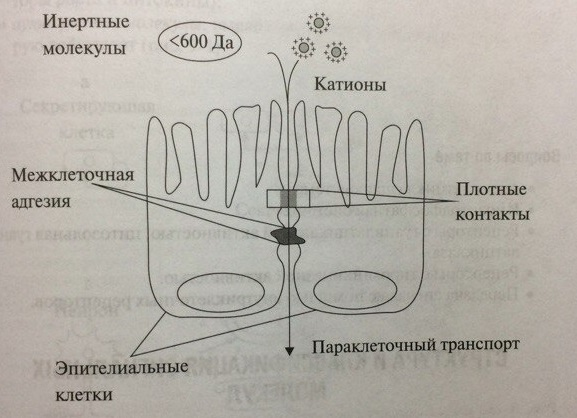 Инертные
молекулы
<600 Да
Катионы
Межклеточная
адгезия
Плотные
контакты
Параклеточный транспорт
Эпителиальные
клетки